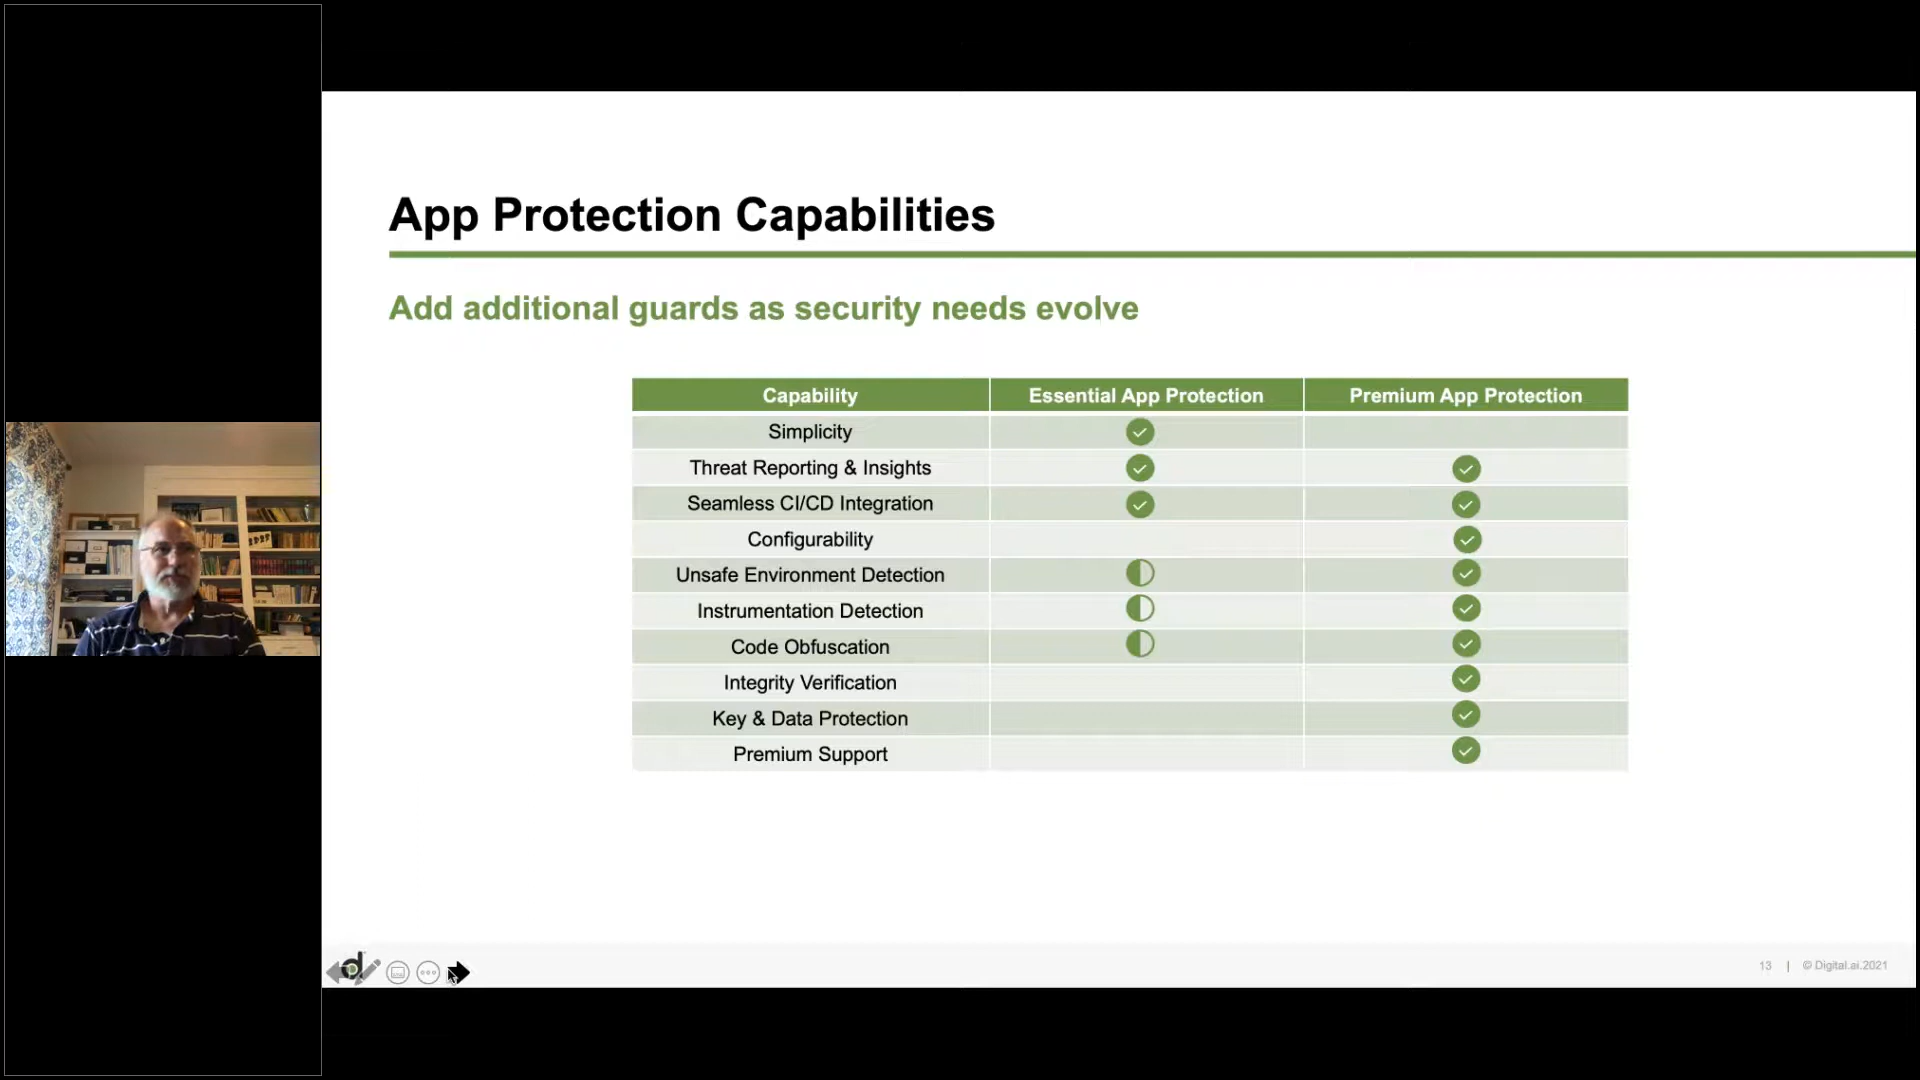 App Protection Capabilities
Add additional guards as security needs evolve
Capability Essential App Protection Premium App Protection
Simplicity
Threat Reporting & Insights
Seamless CI/CD Integration
Configurability
Unsafe Environment Detection
Instrumentation Detection
Code Obfuscation
Integrity Verification
Key & Data Protection
Premium Support
13 | © Digital.ai.2021